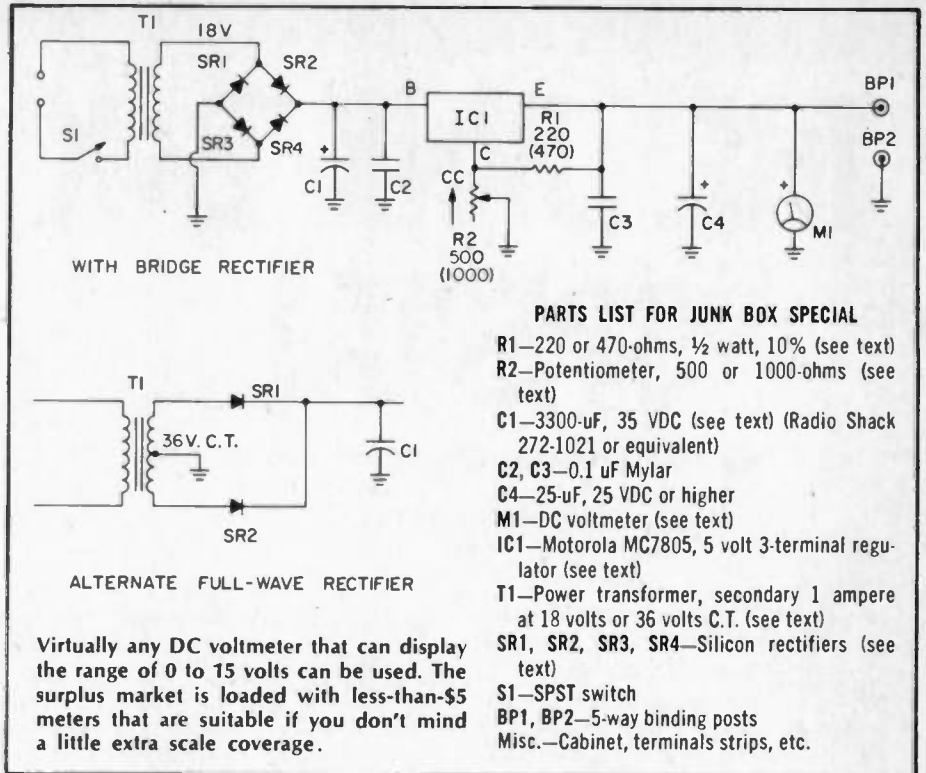 T1
18V
SR1
SR2
SR3
SR4
S1
C1
+
C2
B
E
IC1
C
R1
220
(470)
CC
R2
500
(1000)
C3
+
C4
+
M1
BP1
BP2
WITH BRIDGE RECTIFIER
T1
SR1
36V. C.T.
C1
SR2
ALTERNATE FULL-WAVE RECTIFIER
Virtually any DC voltmeter that can display
the range of 0 to 15 volts can be used. The
surplus market is loaded with less-than-$5
meters that are suitable if you don't mind
a little extra scale coverage.
PARTS LIST FOR JUNK BOX SPECIAL
R1—220 or 470-ohms, ½ watt, 10% (see text)
R2—Potentiometer, 500 or 1000-ohms (see
text)
C1—3300-uF, 35 VDC (see text) (Radio Shack
272-1021 or equivalent)
C2, C3—0.1 uF Mylar
C4—25-uF, 25 VDC or higher
M1—DC voltmeter (see text)
IC1—Motorola MC7805, 5 volt 3-terminal regu-
lator (see text)
T1—Power transformer, secondary 1 ampere
at 18 volts or 36 volts C.T. (see text)
SR1, SR2, SR3, SR4—Silicon rectifiers (see
text)
S1—SPST switch
BP1, BP2—5-way binding posts
Misc.—Cabinet, terminals strips, etc.